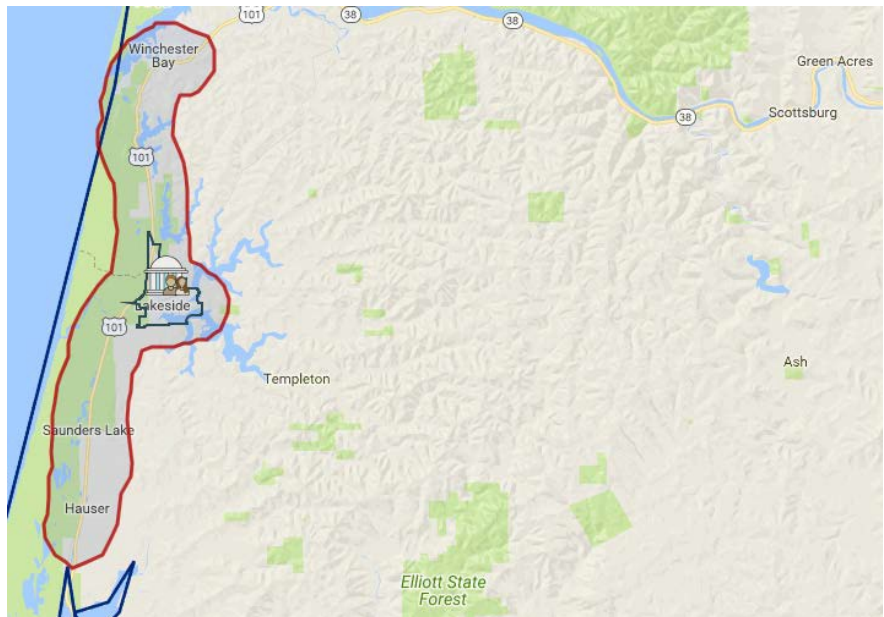 101
38
38
Winchester
Bay
Green Acres
Scottsburg
38
101
Lakeside
101
Ash
Templeton
Saunders Lake
Hauser
Elliott State
Forest